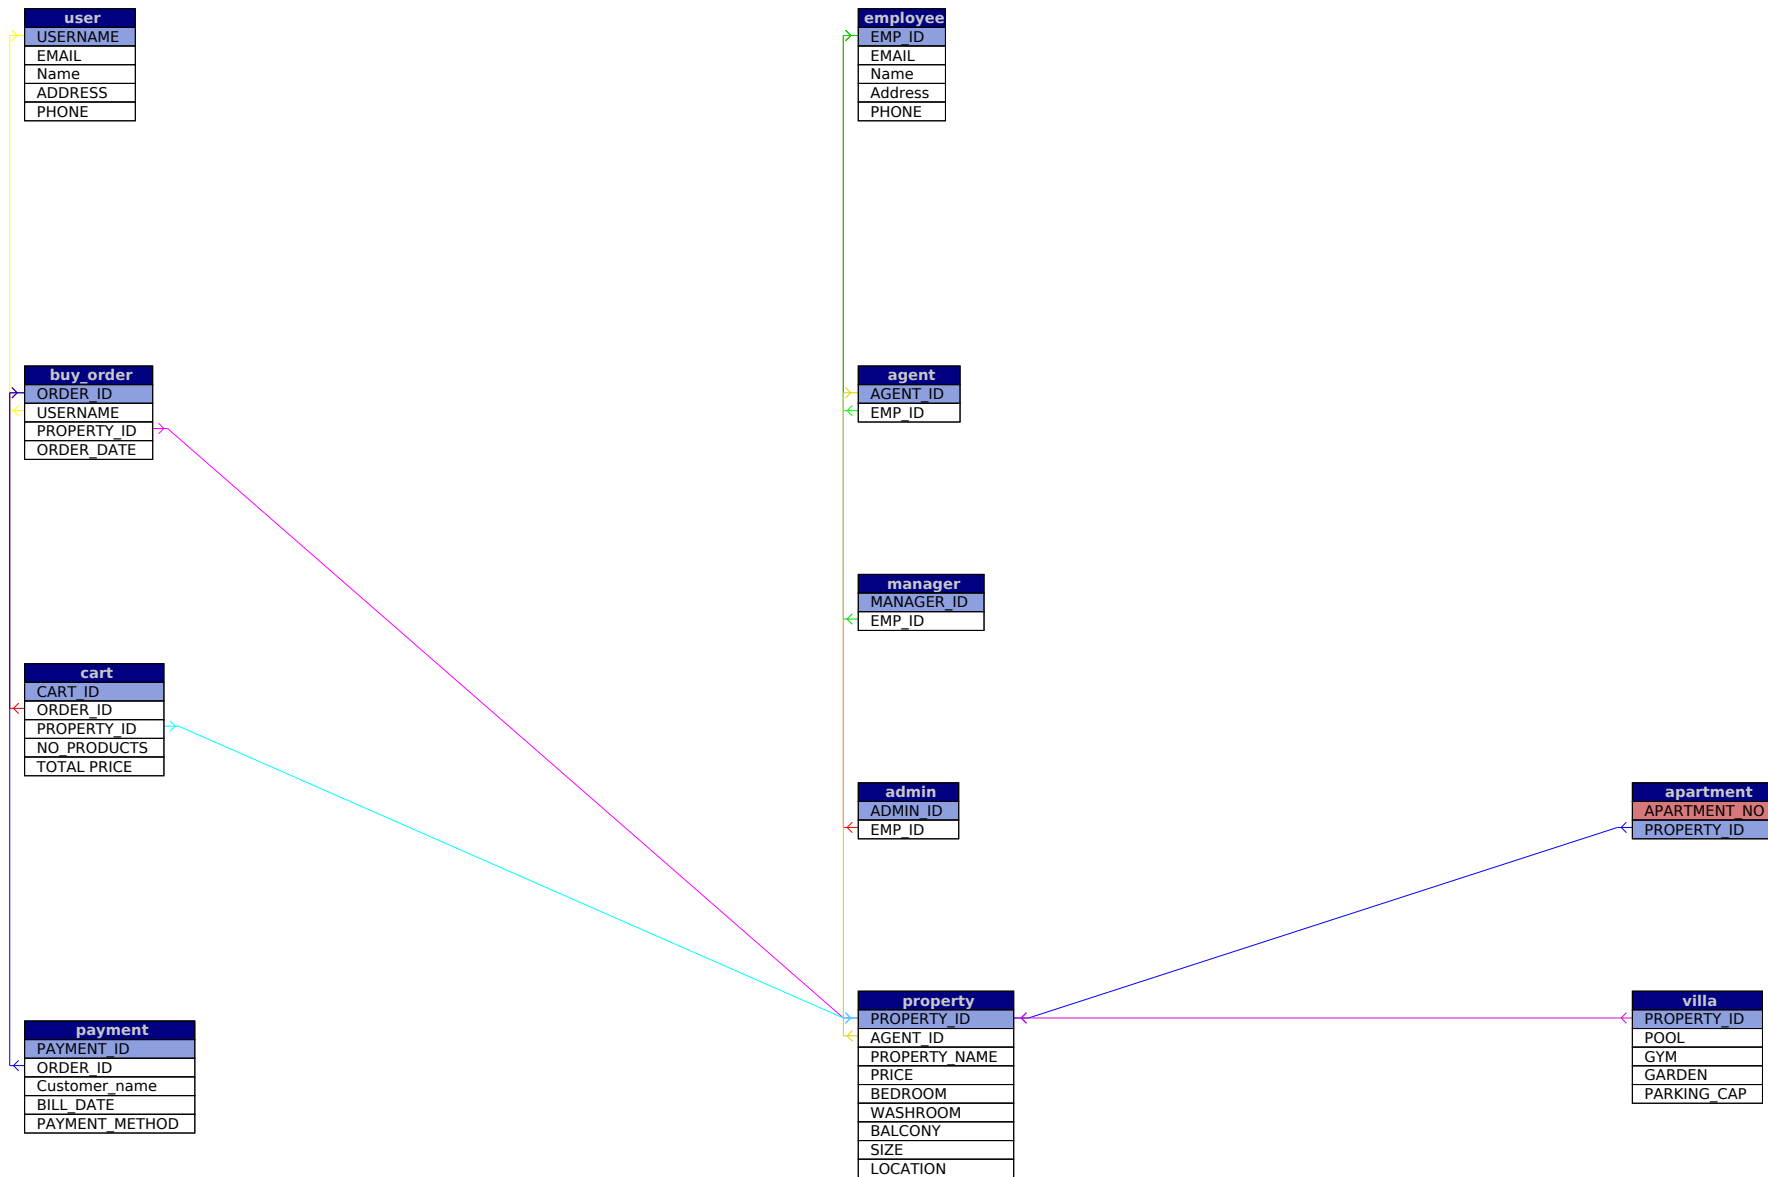 user
USERNAME
EMAIL
Name
ADDRESS
PHONE
employee
EMP_ID
EMAIL
Name
Address
PHONE
buy_order
ORDER_ID
USERNAME
PROPERTY_ID
ORDER_DATE
agent
AGENT_ID
EMP_ID
manager
MANAGER_ID
EMP_ID
cart
CART_ID
ORDER_ID
PROPERTY_ID
NO_PRODUCTS
TOTAL PRICE
admin
ADMIN_ID
EMP_ID
apartment
APARTMENT_NO
PROPERTY_ID
payment
PAYMENT_ID
ORDER_ID
Customer_name
BILL_DATE
PAYMENT_METHOD
property
PROPERTY_ID
AGENT_ID
PROPERTY_NAME
PRICE
BEDROOM
WASHROOM
BALCONY
SIZE
LOCATION
villa
PROPERTY_ID
POOL
GYM
GARDEN
PARKING_CAP